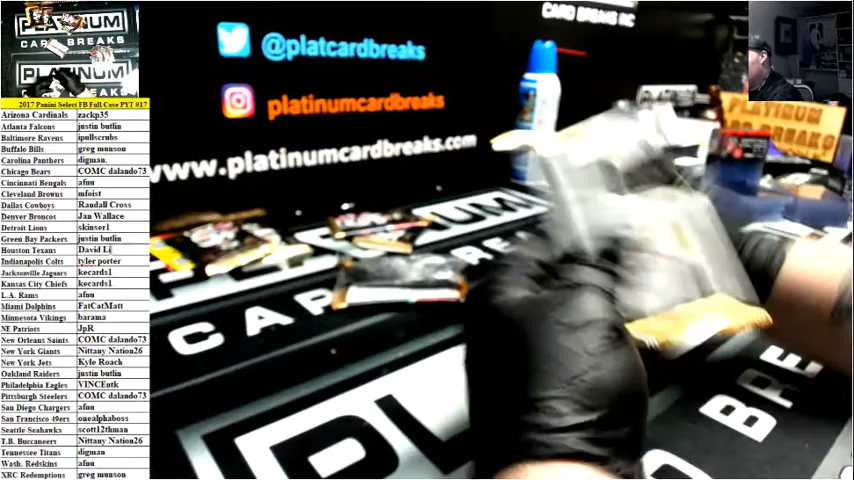 PLATINUM
CARD BREAKS
PLATINUM
2017 Panini Select FB Full Case PYT #17
Arizona Cardinals zackp35
Atlanta Falcons justin butlin
Baltimore Ravens ipullscrubs
Buffalo Bills greg munson
Carolina Panthers digman.
Chicago Bears COMC dalando73
Cincinnati Bengals afnu
Cleveland Browns mfoist
Dallas Cowboys Randall Cross
Denver Broncos Jan Wallace
Detroit Lions skinser1
Green Bay Packers justin butlin
Houston Texans David Li
Indianapolis Colts tyler porter
Jacksonville Jaguars kecards1
Kansas City Chiefs kecards1
L.A. Rams afnu
Miami Dolphins FatCatMatt
Minnesota Vikings barama
NE Patriots JpR
New Orleans Saints COMC dalando73
New York Giants Nittany Nation26
New York Jets Kyle Roach
Oakland Raiders justin butlin
Philadelphia Eagles VINCEntk
Pittsburgh Steelers COMC dalando73
San Diego Chargers afnu
San Francisco 49ers onealphaboss
Seattle Seahawks scott12thman
T.B. Buccaneers Nittany Nation26
Tennessee Titans digman
Wash. Redskins afnu
XRC Redemptions greg munson
CARD BREAKS INC
@platcardbreaks
platinumcardbreaks
www.platinumcardbreaks.com
PLATINUM
CARD BREAKS